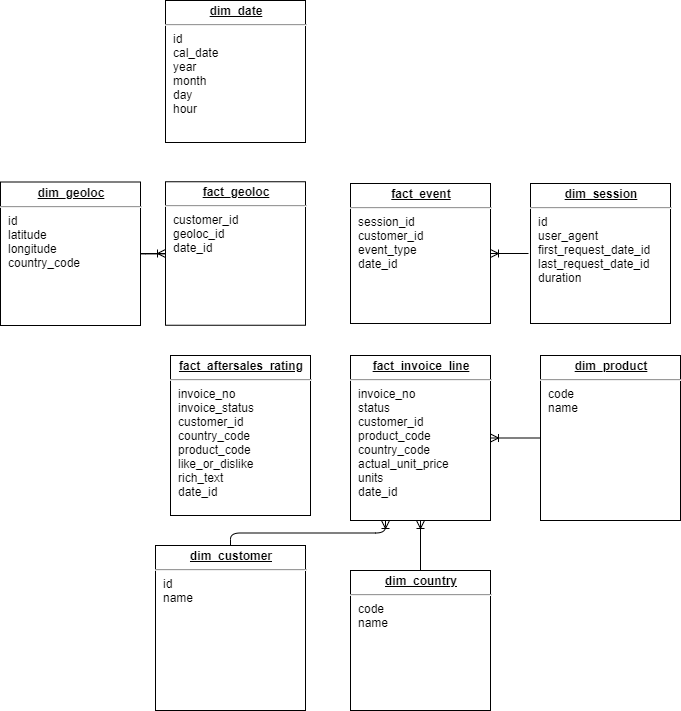 dim_date
id
cal_date
year
month
day
hour
dim_geoloc
id
latitude
longitude
country_code
fact_geoloc
customer_id
geoloc_id
date_id
fact_event
session_id
customer_id
event_type
date_id
dim_session
id
user_agent
first_request_date_id
last_request_date_id
duration
fact_aftersales_rating
invoice_no
invoice_status
customer_id
country_code
product_code
like_or_dislike
rich_text
date_id
fact_invoice_line
invoice_no
status
customer_id
product_code
country_code
actual_unit_price
units
date_id
dim_product
code
name
dim_customer
id
name
dim_country
code
name